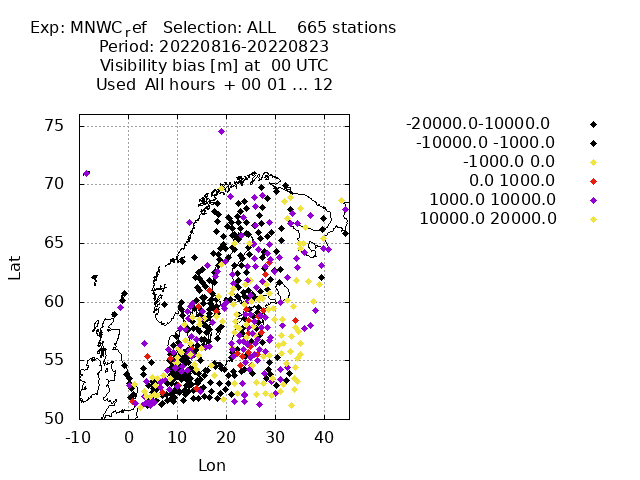 Exp: MNWC_ref   Selection: ALL    665 stations
Period: 20220816-20220823
Visibility bias [m] at  00 UTC
Used  All hours  + 00 01 ... 12
-20000.0-10000.0
-10000.0 -1000.0
-1000.0 0.0
0.0 1000.0
1000.0 10000.0
10000.0 20000.0
75
70
65
60
55
50
Lat
-10 0 10 20 30 40
Lon